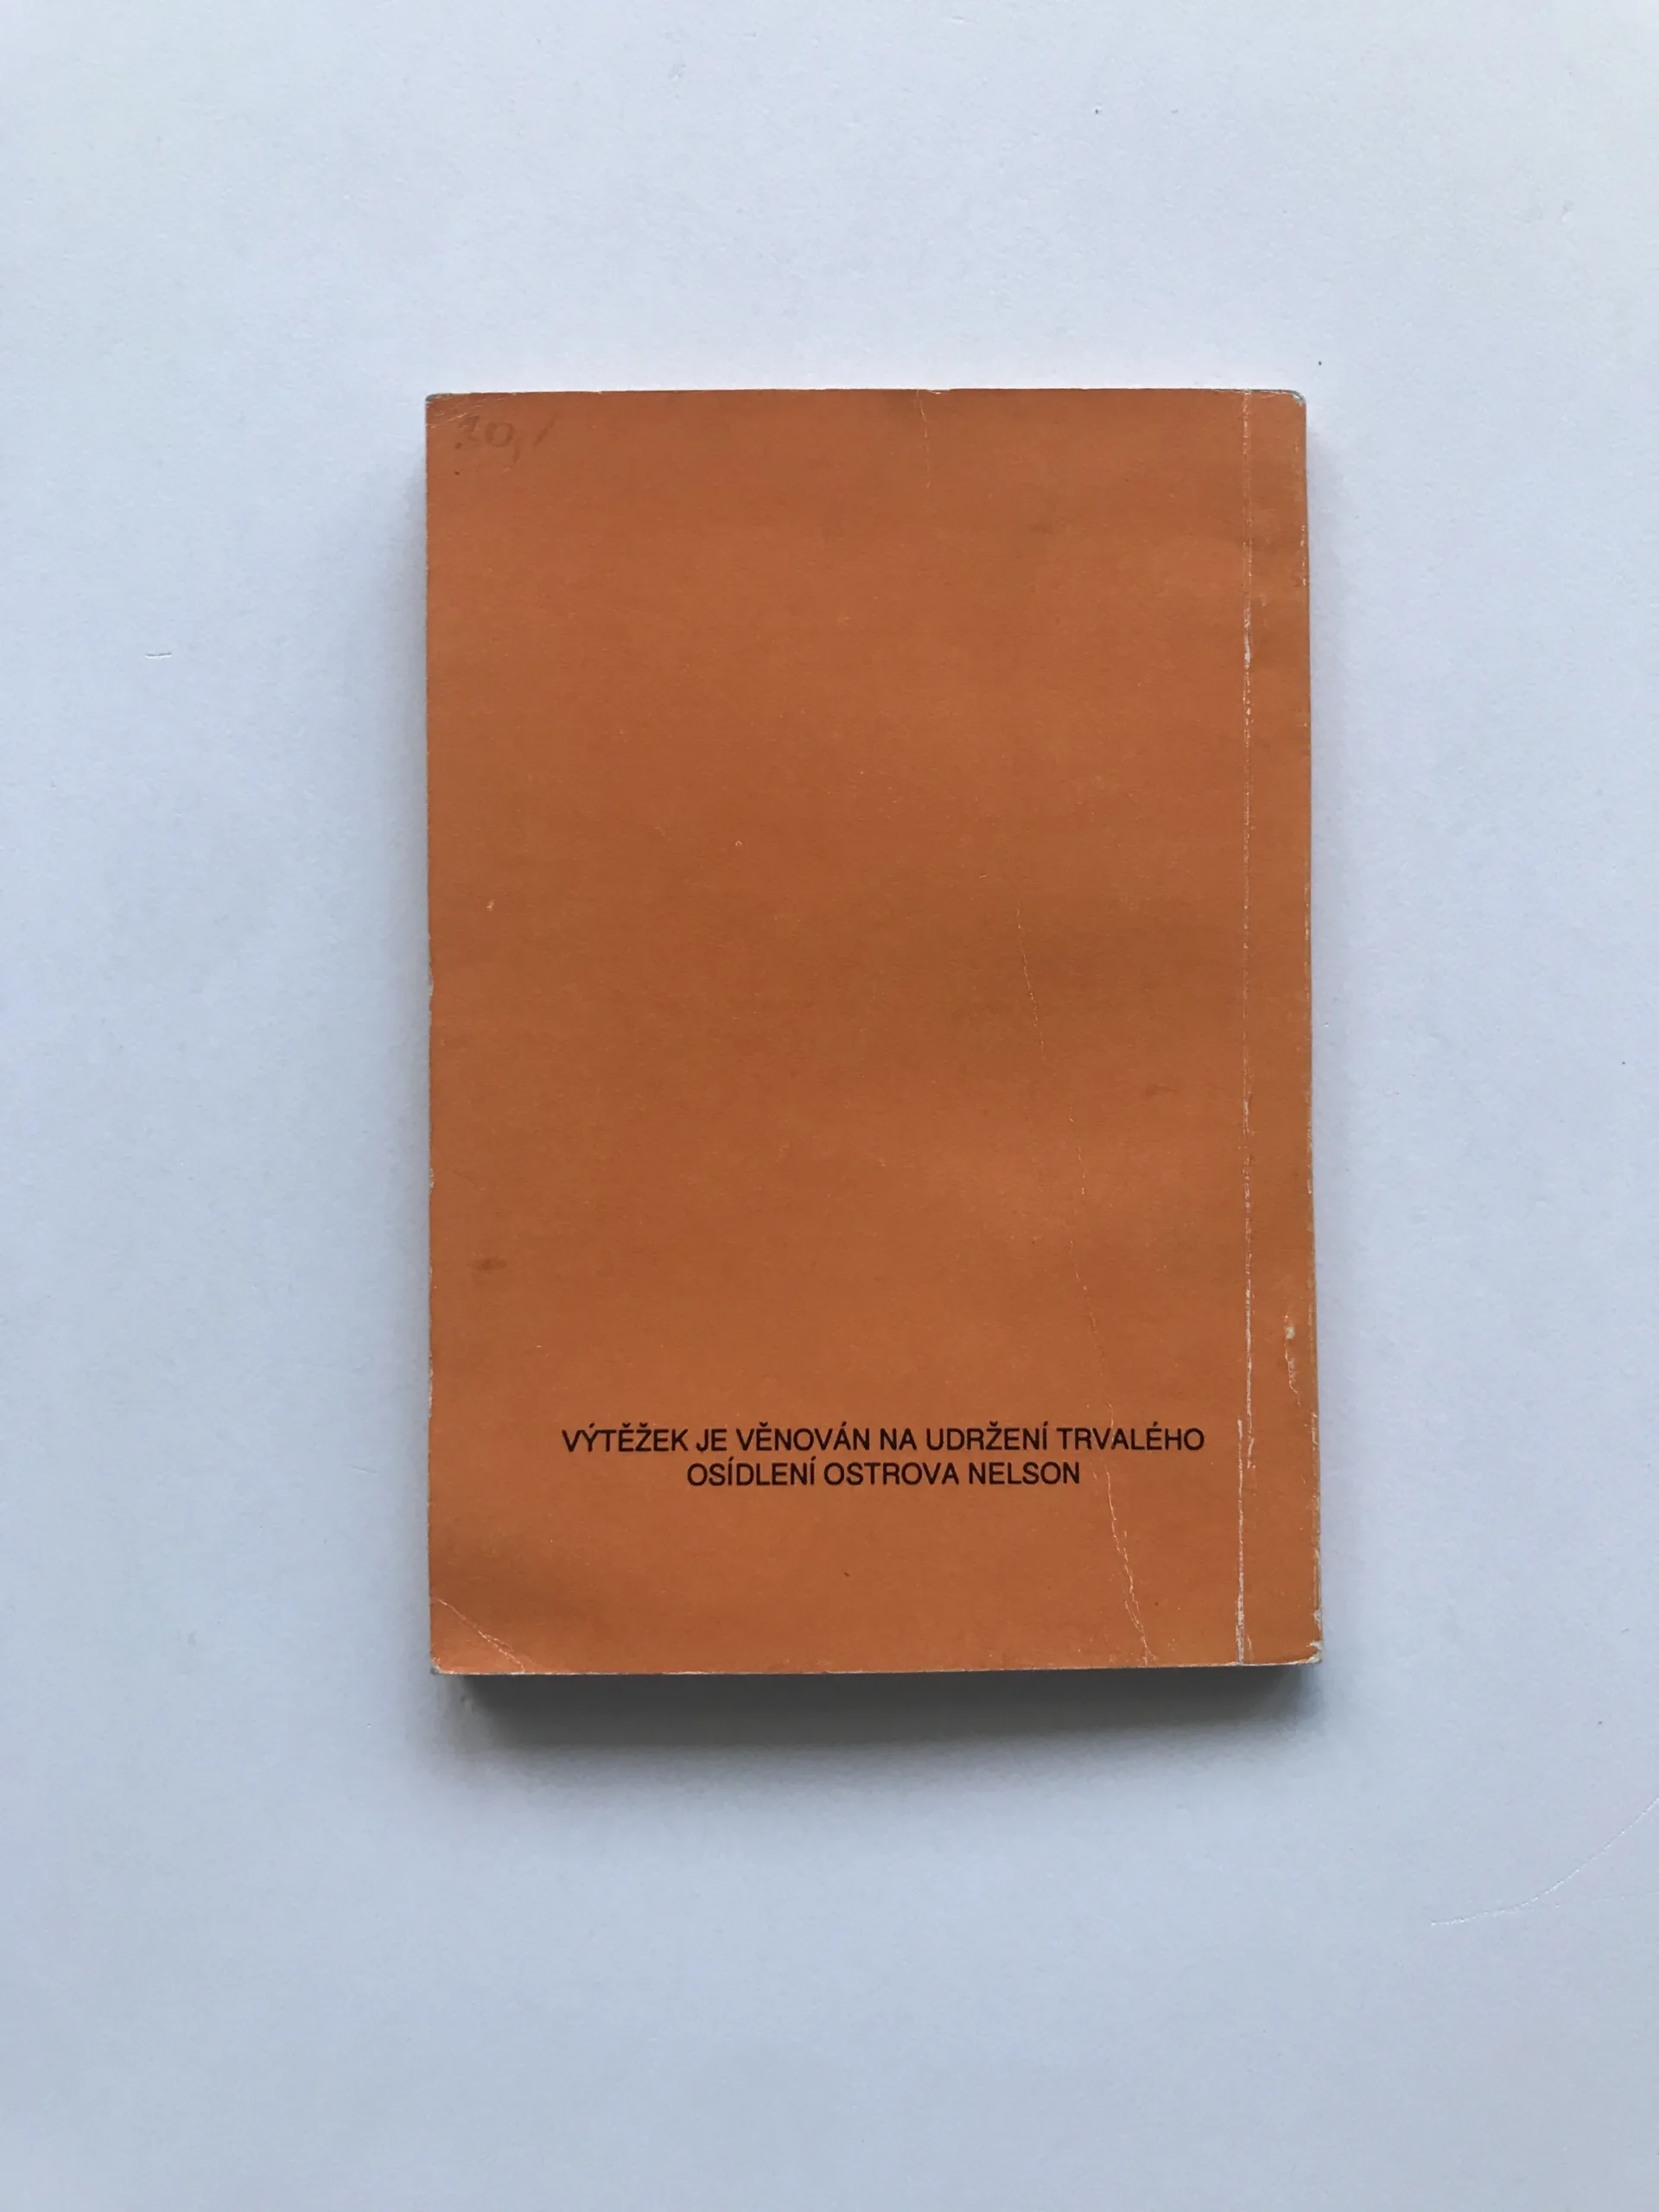 VÝTĚŽEK JE VĚNOVÁN NA UDRŽENÍ TRVALÉHO
OSÍDLENÍ OSTROVA NELSON